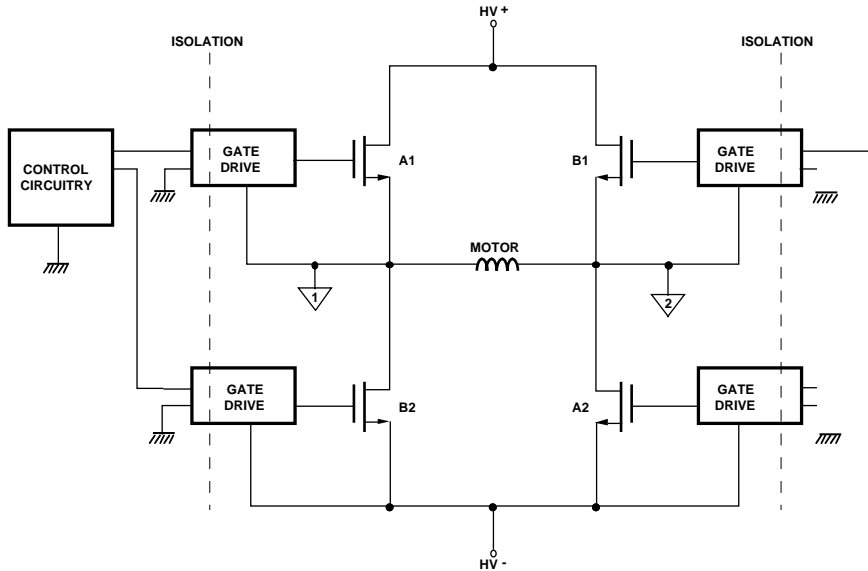 HV +
ISOLATION
ISOLATION
CONTROL
CIRCUITRY
GATE
DRIVE
A1
B1
GATE
DRIVE
MOTOR
1
2
GATE
DRIVE
B2
A2
GATE
DRIVE
HV -